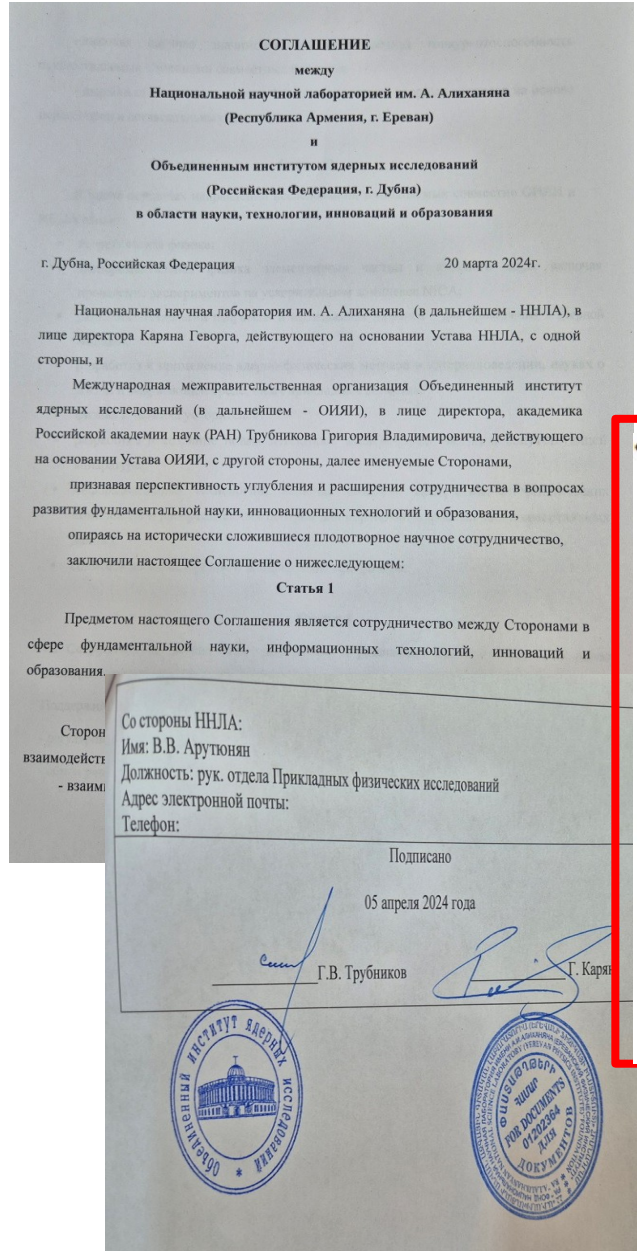 СОГЛАШЕНИЕ
между
Национальной научной лабораторией им. А. Алиханяна
(Республика Армения, г. Ереван)
и
Объединенным институтом ядерных исследований
(Российская Федерация, г. Дубна)
в области науки, технологии, инноваций и образования
г. Дубна, Российская Федерация 20 марта 2024г.
Национальная научная лаборатория им. А. Алиханяна (в дальнейшем - ННЛА), в
лице директора Каряна Геворга, действующего на основании Устава ННЛА, с одной
стороны, и
Международная межправительственная организация Объединенный институт
ядерных исследований (в дальнейшем - ОИЯИ), в лице директора, академика
Российской академии наук (РАН) Трубникова Григория Владимировича, действующего
на основании Устава ОИЯИ, с другой стороны, далее именуемые Сторонами,
признавая перспективность углубления и расширения сотрудничества в вопросах
развития фундаментальной науки, инновационных технологий и образования,
опираясь на исторически сложившиеся плодотворное научное сотрудничество,
заключили настоящее Соглашение о нижеследующем:
Статья 1
Предметом настоящего Соглашения является сотрудничество между Сторонами в
сфере фундаментальной науки, информационных технологий, инноваций и
образования.
Сторон
взаимодейств
- взаим
Со стороны ННЛА:
Имя: В.В. Арутюнян
Должность: рук. отдела Прикладных физических исследований
Адрес электронной почты:
Телефон:
Подписано
05 апреля 2024 года
Г.В. Трубников Г. Карян
Объединенный институт ядерных исследований
ՓԱՍՏԱԹՂԹԵՐԻ
ՀԱՄԱՐ
FOR DOCUMENTS
01202364
ДЛЯ
ДОКУМЕНТОВ